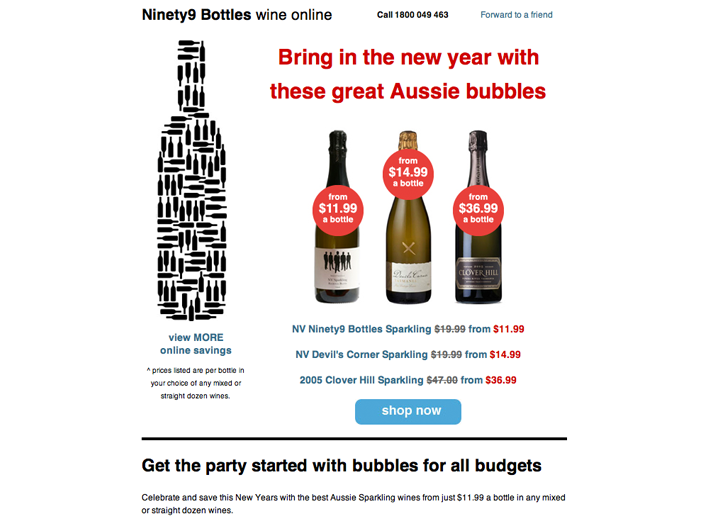 Ninety9 Bottles wine online
Call 1800 049 463
Forward to a friend
Bring in the new year with
these great Aussie bubbles
from
$11.99
a bottle
from
$14.99
a bottle
from
$36.99
a bottle
CLOVER HILL
NV Ninety9 Bottles Sparkling $19.99 from $11.99
NV Devil's Corner Sparkling $19.99 from $14.99
2005 Clover Hill Sparkling $47.00 from $36.99
shop now
view MORE
online savings
^ prices listed are per bottle in
your choice of any mixed or
straight dozen wines.
Get the party started with bubbles for all budgets
Celebrate and save this New Years with the best Aussie Sparkling wines from just $11.99 a bottle in any mixed
or straight dozen wines.